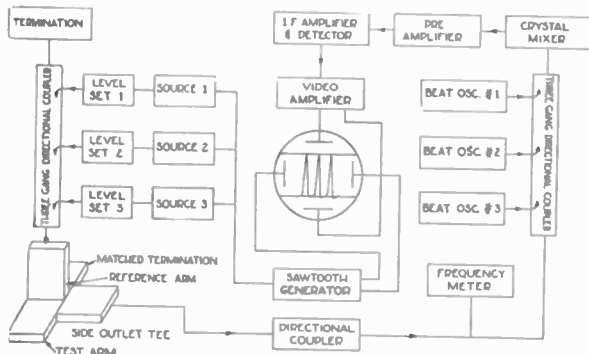 TERMINATION
THREE GANG DIRECTIONAL COUPLER
LEVEL
SET 1
SOURCE 1
LEVEL
SET 2
SOURCE 2
LEVEL
SET 3
SOURCE 3
I F AMPLIFIER
& DETECTOR
PRE
AMPLIFIER
CRYSTAL
MIXER
VIDEO
AMPLIFIER
BEAT OSC. #1
BEAT OSC. #2
BEAT OSC. #3
THREE GANG DIRECTIONAL COUPLER
MATCHED TERMINATION
REFERENCE ARM
SIDE OUTLET TEE
TEST ARM
SAWTOOTH
GENERATOR
DIRECTIONAL
COUPLER
FREQUENCY
METER